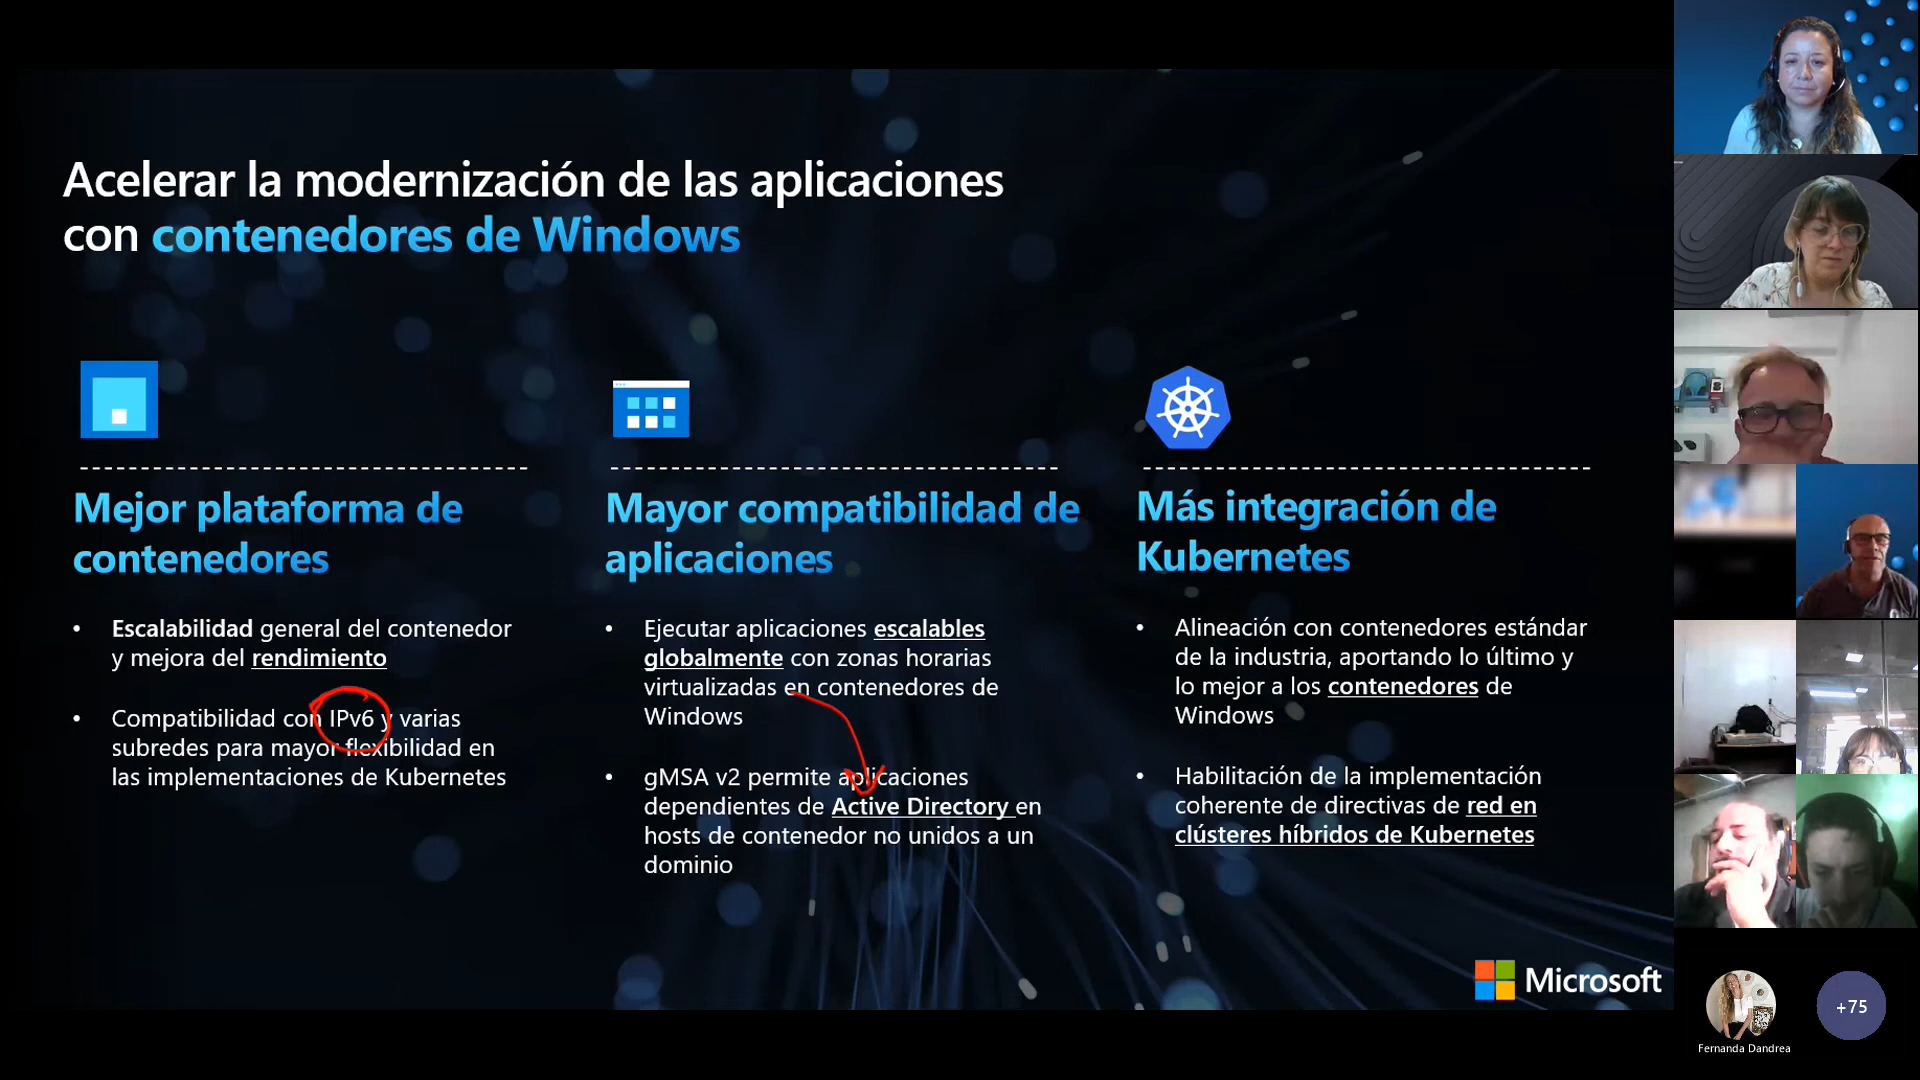 Acelerar la modernización de las aplicaciones
con contenedores de Windows
Mejor plataforma de
contenedores
• Escalabilidad general del contenedor
y mejora del rendimiento
• Compatibilidad con IPv6 y varias
subredes para mayor flexibilidad en
las implementaciones de Kubernetes
Mayor compatibilidad de
aplicaciones
• Ejecutar aplicaciones escalables
globalmente con zonas horarias
virtualizadas en contenedores de
Windows
• gMSA v2 permite aplicaciones
dependientes de Active Directory en
hosts de contenedor no unidos a un
dominio
Más integración de
Kubernetes
• Alineación con contenedores estándar
de la industria, aportando lo último y
lo mejor a los contenedores de
Windows
• Habilitación de la implementación
coherente de directivas de red en
clústeres híbridos de Kubernetes
Microsoft
+75
Fernanda Dandrea